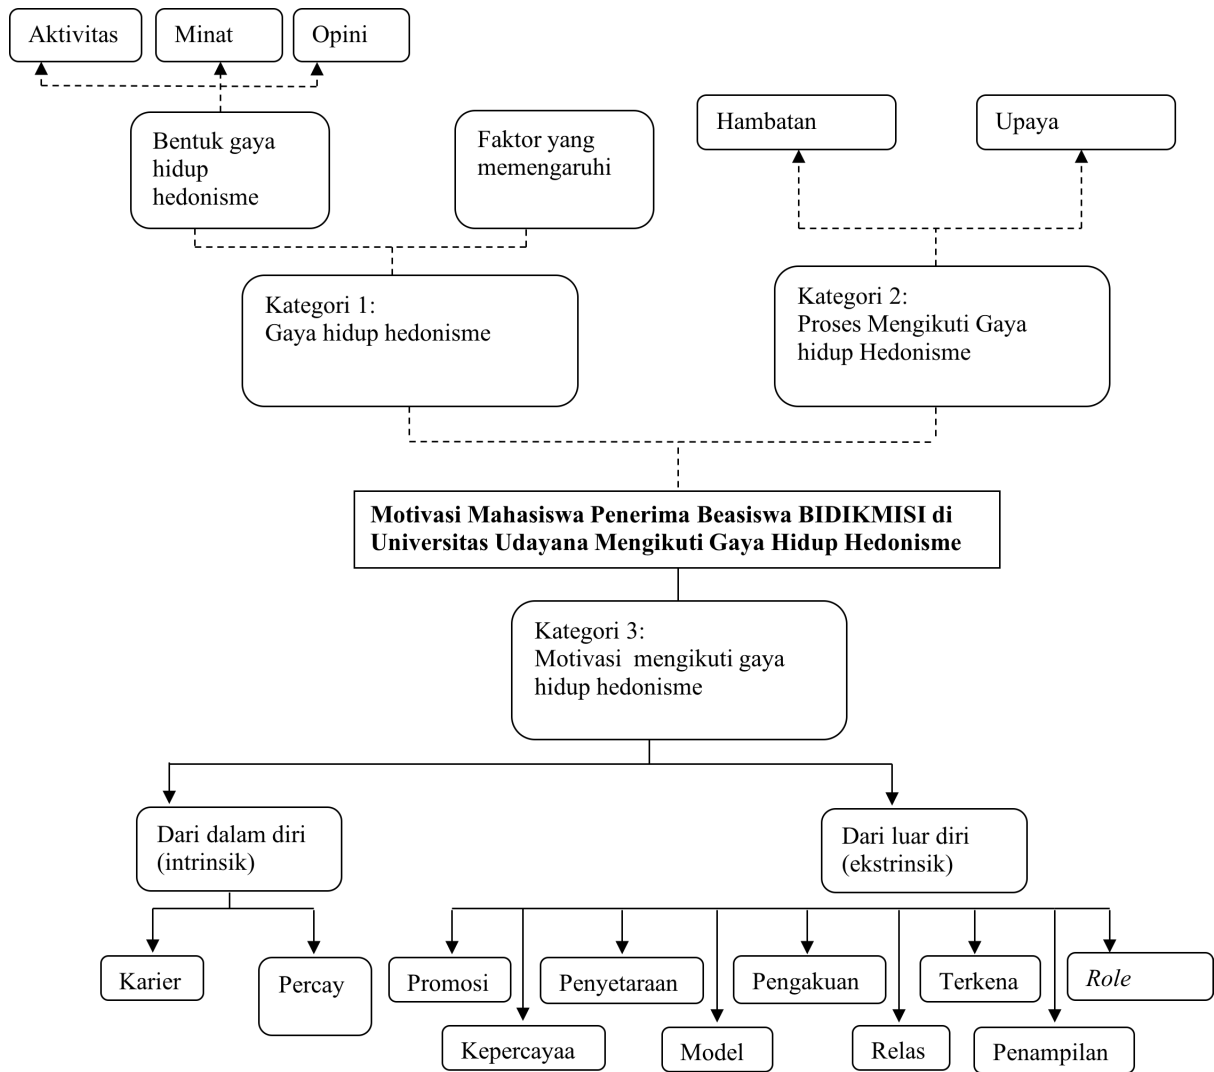 Aktivitas
Minat
Opini
Bentuk gaya
hidup
hedonisme
Faktor yang
memengaruhi
Hambatan
Upaya
Kategori 1:
Gaya hidup hedonisme
Kategori 2:
Proses Mengikuti Gaya
hidup Hedonisme
Motivasi Mahasiswa Penerima Beasiswa BIDIKMISI di
Universitas Udayana Mengikuti Gaya Hidup Hedonisme
Kategori 3:
Motivasi mengikuti gaya
hidup hedonisme
Dari dalam diri
(intrinsik)
Dari luar diri
(ekstrinsik)
Karier
Percay
Promosi
Penyetaraan
Pengakuan
Terkena
Role
Kepercayaa
Model
Relas
Penampilan